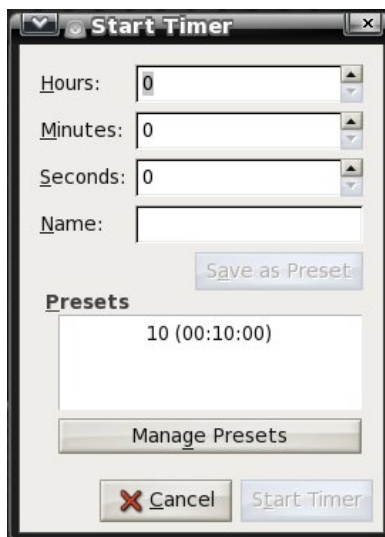 Start Timer
Hours: 0
Minutes: 0
Seconds: 0
Name:
Save as Preset
Presets
10 (00:10:00)
Manage Presets
Cancel Start Timer